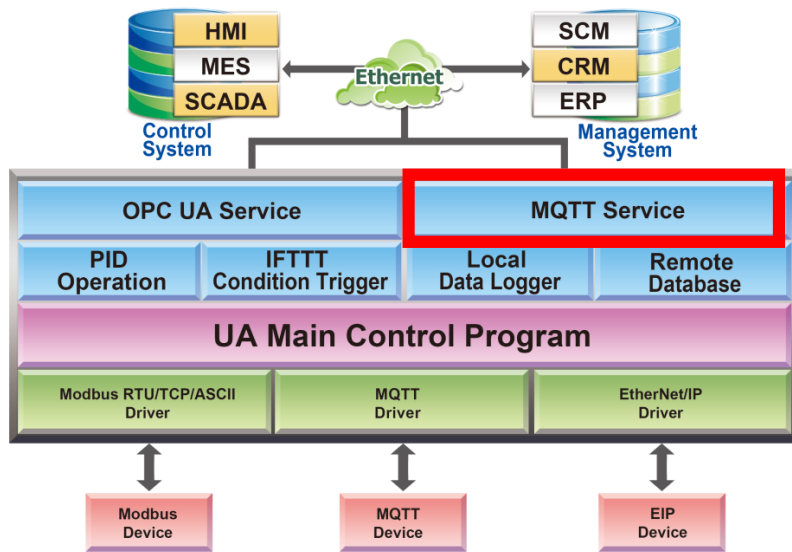 HMI
MES
SCADA
Control
System
Ethernet
SCM
CRM
ERP
Management
System
OPC UA Service
MQTT Service
PID
Operation
IFTTT
Condition Trigger
Local
Data Logger
Remote
Database
UA Main Control Program
Modbus RTU/TCP/ASCII
Driver
MQTT
Driver
EtherNet/IP
Driver
Modbus
Device
MQTT
Device
EIP
Device